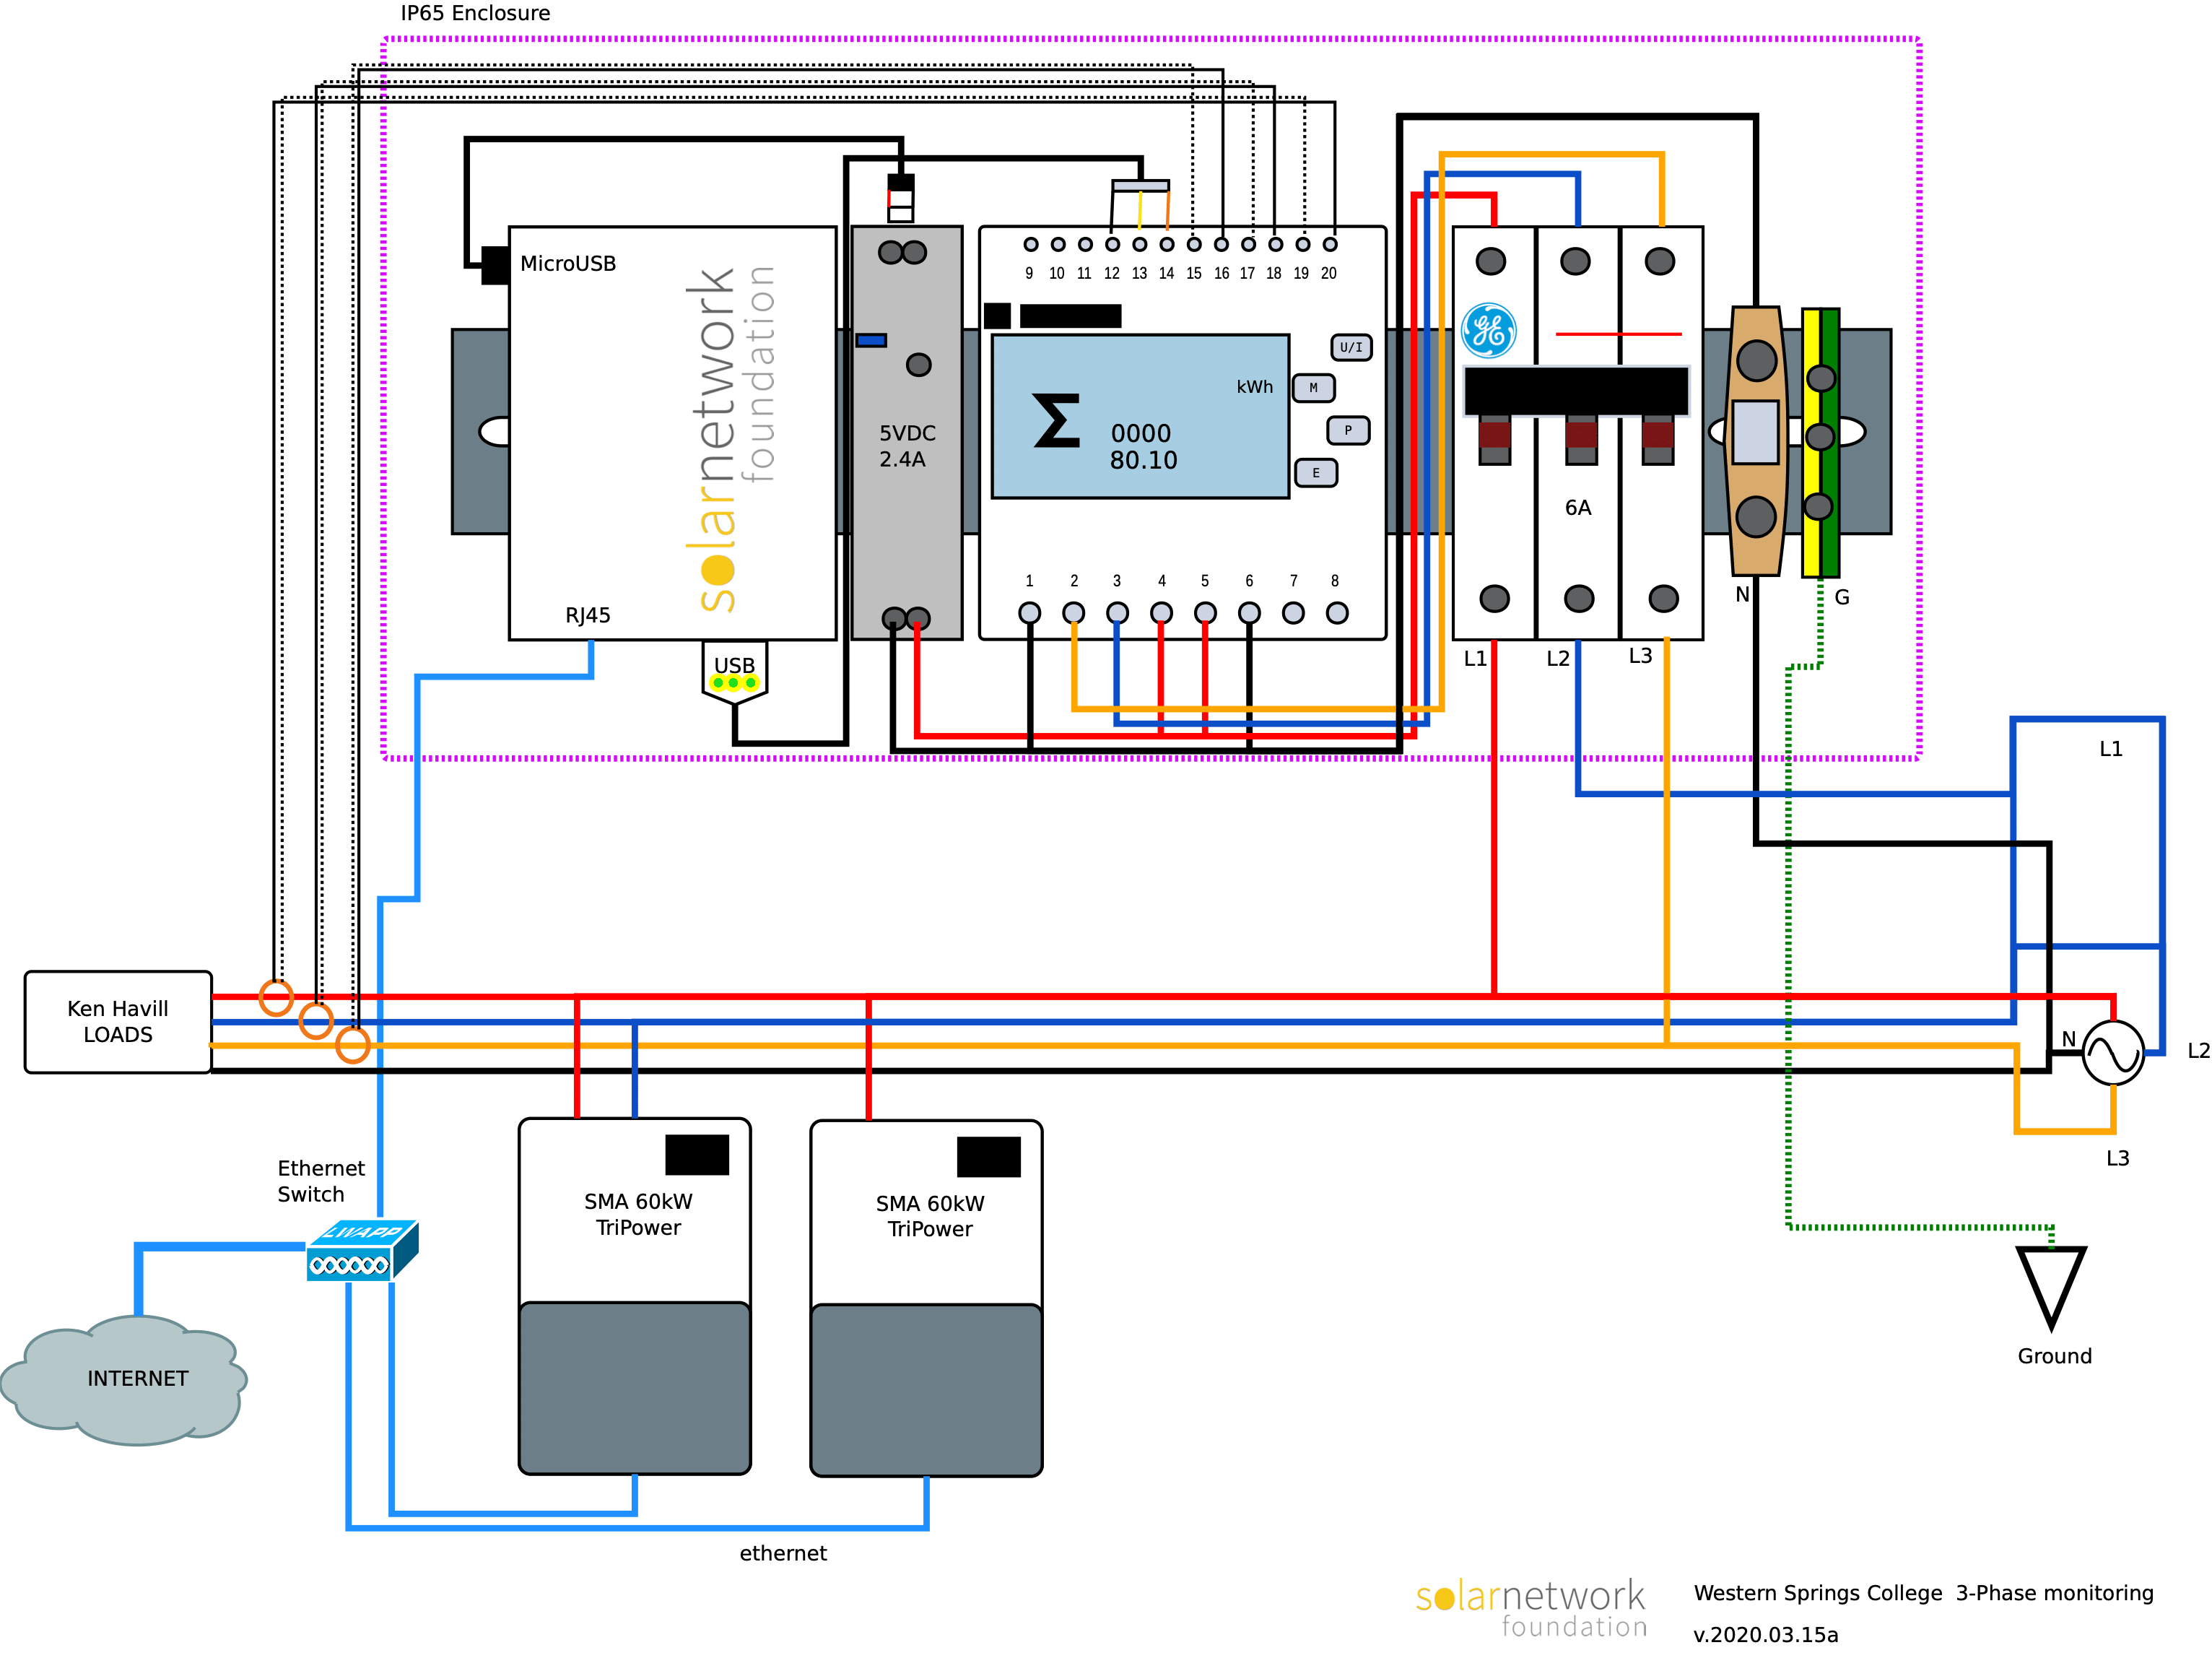 IP65 Enclosure
MicroUSB
solarnetwork
foundation
RJ45
USB
5VDC
2.4A
9 10 11 12 13 14 15 16 17 18 19 20
kWh
Σ
0000
80.10
U/I
M
P
E
1 2 3 4 5 6 7 8
GE
6A
L1 L2 L3
N
G
L1
Ken Havill
LOADS
N
L2
L3
Ethernet
Switch
LWAPP
INTERNET
SMA 60kW
TriPower
SMA 60kW
TriPower
ethernet
Ground
solarnetwork
foundation
Western Springs College 3-Phase monitoring
v.2020.03.15a